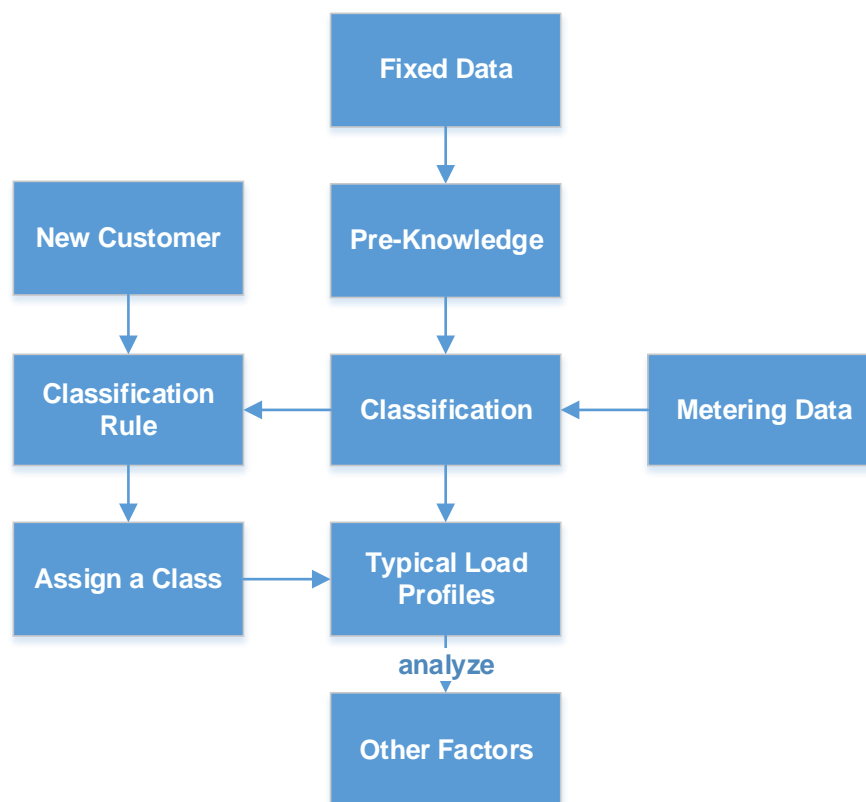 Fixed Data
New Customer
Pre-Knowledge
Classification
Rule
Classification
Metering Data
Assign a Class
Typical Load
Profiles
analyze
Other Factors